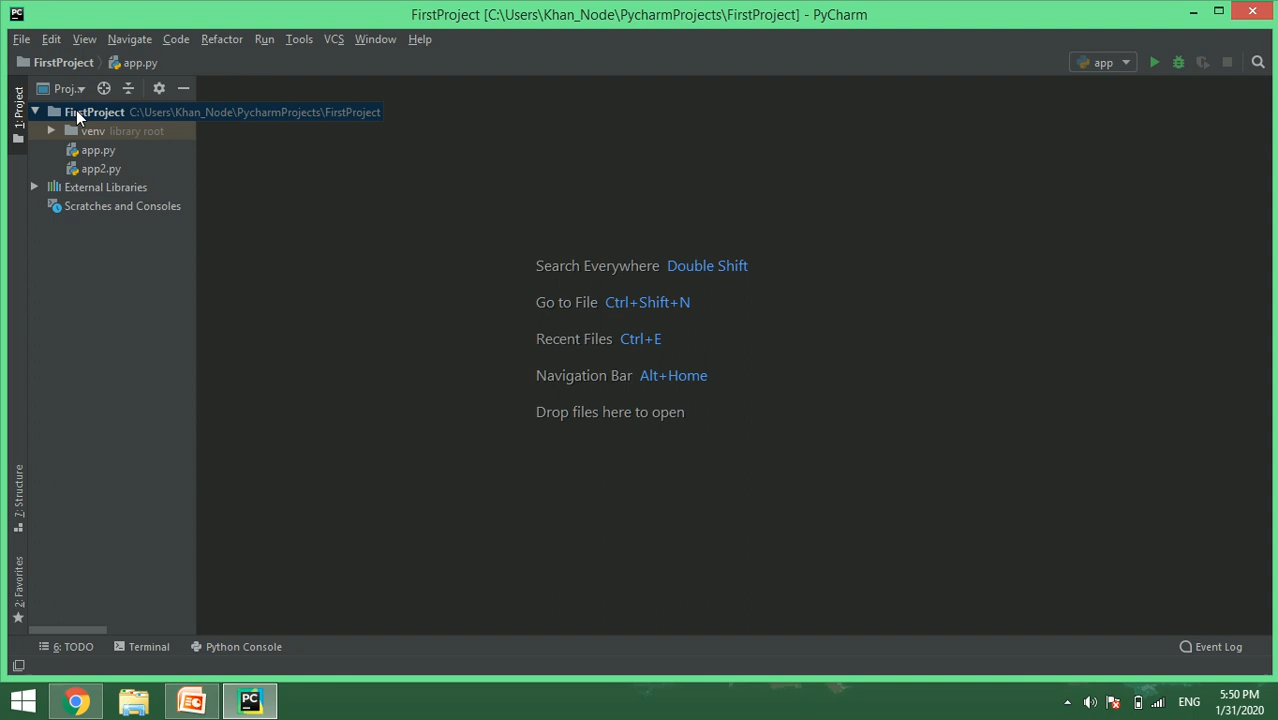 PC FirstProject [C:\Users\Khan_Node\PycharmProjects\FirstProject] - PyCharm
File Edit View Navigate Code Refactor Run Tools VCS Window Help
FirstProject app.py app
1: Project Proj..
FirstProject C:\Users\Khan_Node\PycharmProjects\FirstProject
venv library root
app.py
app2.py
External Libraries
Scratches and Consoles
Search Everywhere Double Shift
Go to File Ctrl+Shift+N
Recent Files Ctrl+E
Navigation Bar Alt+Home
Drop files here to open
7: Structure
2: Favorites
6: TODO Terminal Python Console Event Log
PC ENG 5:50 PM
1/31/2020